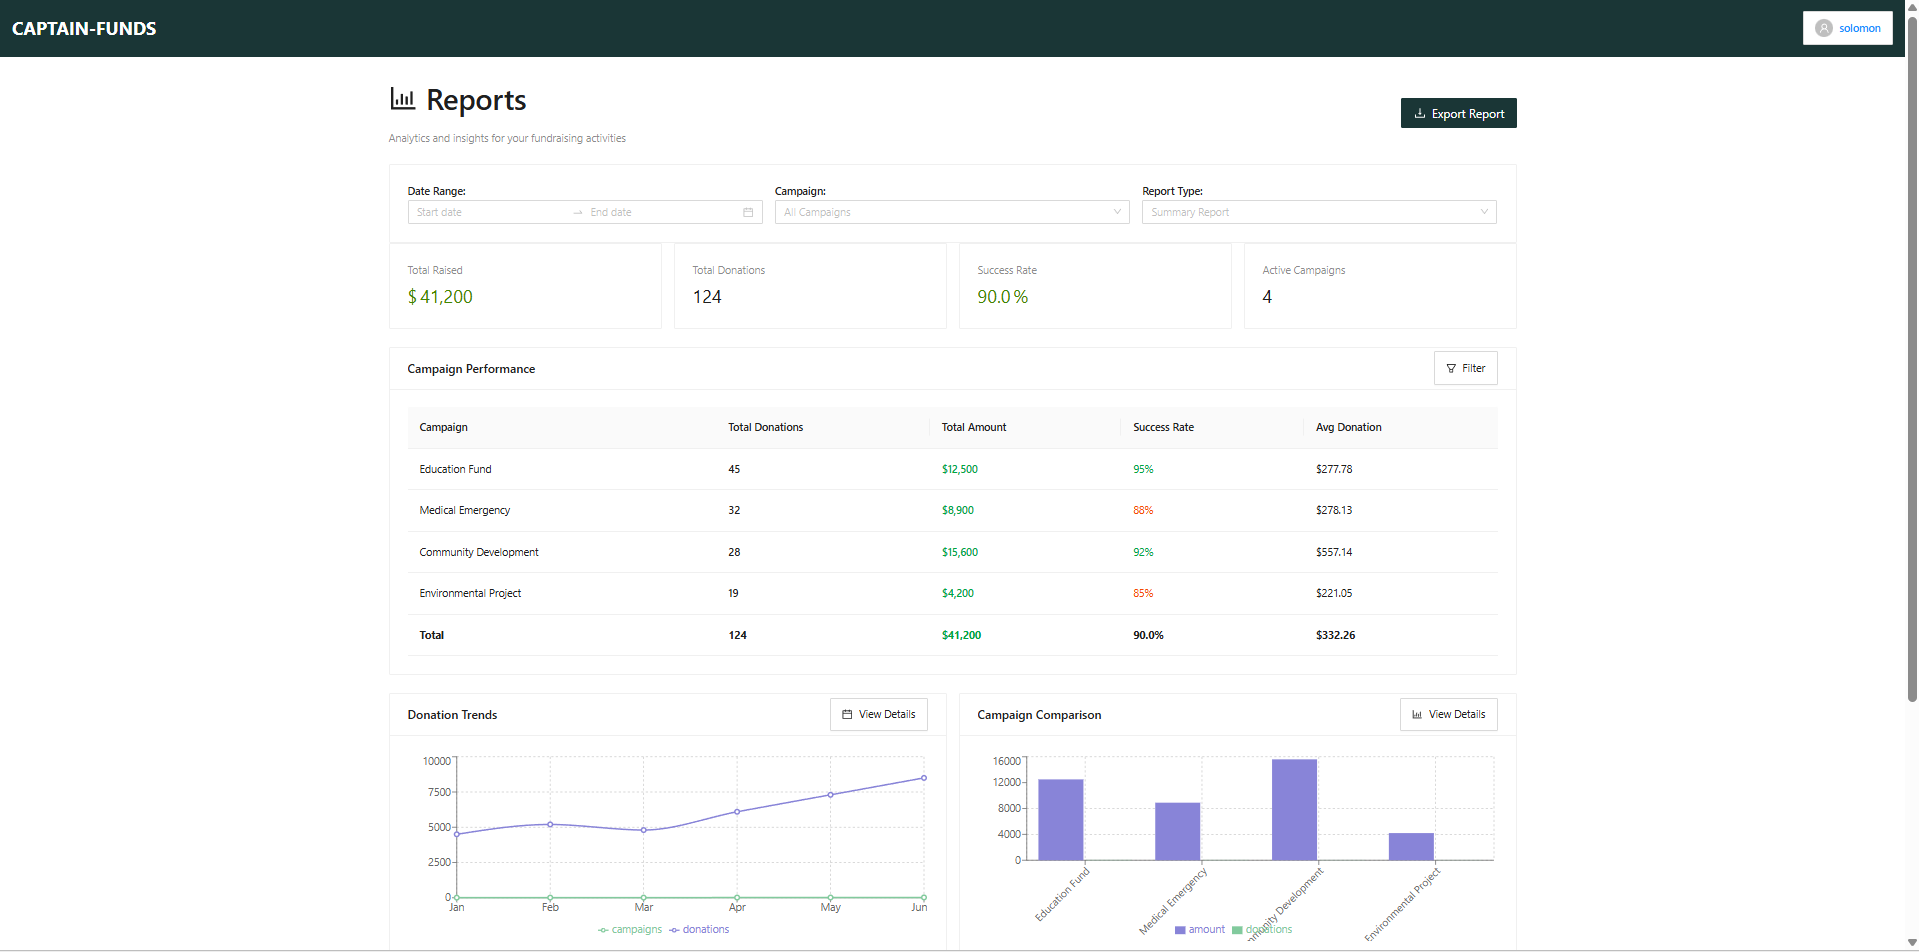 CAPTAIN-FUNDS
solomon
Reports
Export Report
Analytics and insights for your fundraising activities
Date Range: Campaign: Report Type:
Start date → End date All Campaigns Summary Report
Total Raised Total Donations Success Rate Active Campaigns
$ 41,200 124 90.0 % 4
Campaign Performance Filter
Campaign Total Donations Total Amount Success Rate Avg Donation
Education Fund 45 $12,500 95% $277.78
Medical Emergency 32 $8,900 88% $278.13
Community Development 28 $15,600 92% $557.14
Environmental Project 19 $4,200 85% $221.05
Total 124 $41,200 90.0% $332.26
Donation Trends View Details
10000
7500
5000
2500
0
Jan Feb Mar Apr May Jun
campaigns donations
Campaign Comparison View Details
16000
12000
8000
4000
0
Education Fund
Medical Emergency
Development
Environmental Project
amount donations